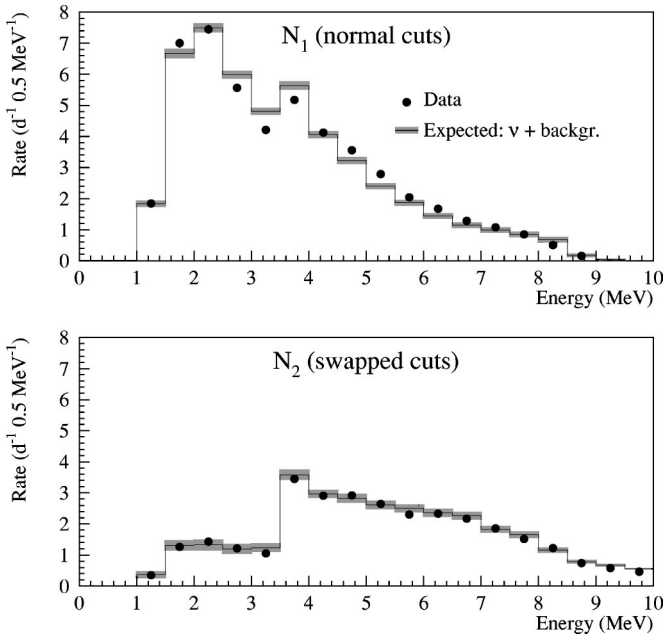 N1 (normal cuts)
8
7
6
5
4
3
2
1
0
Rate (d⁻¹ 0.5 MeV⁻¹)
Data
Expected: ν + backgr.
0 1 2 3 4 5 6 7 8 9 10
Energy (MeV)
N2 (swapped cuts)
8
7
6
5
4
3
2
1
0
Rate (d⁻¹ 0.5 MeV⁻¹)
0 1 2 3 4 5 6 7 8 9 10
Energy (MeV)